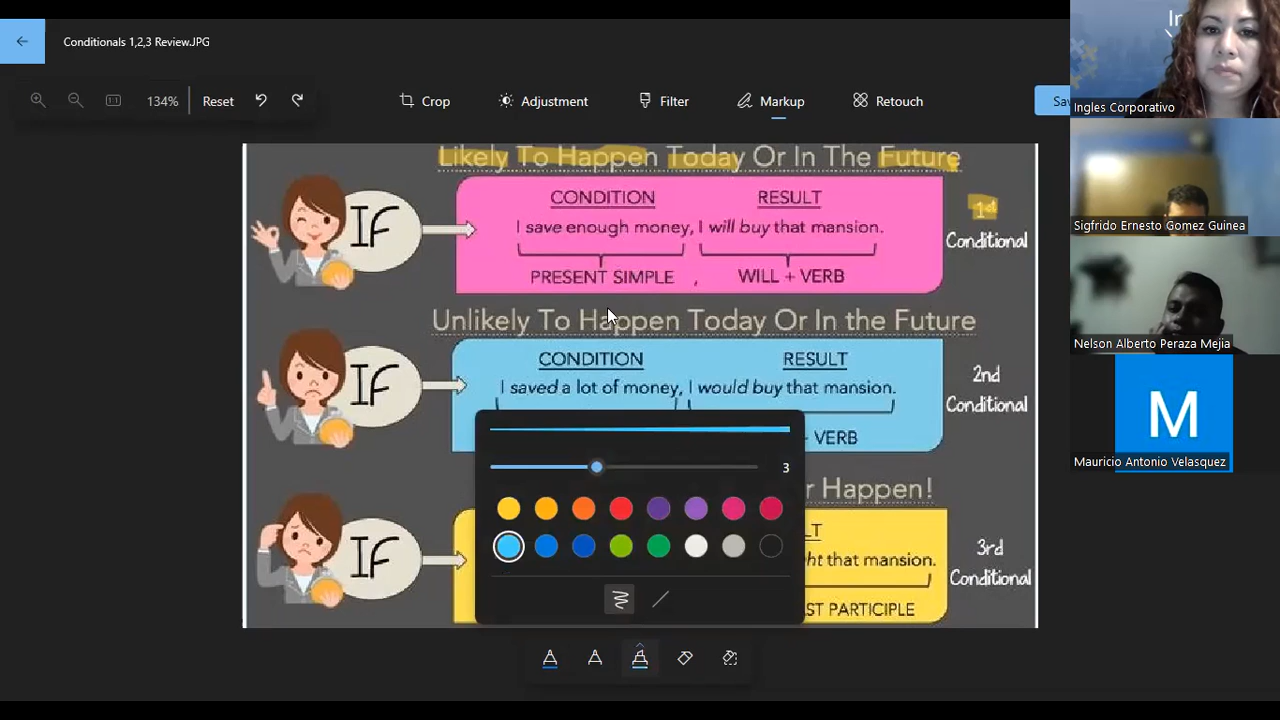 Conditionals 1,2,3 Review.JPG
134% Reset Crop Adjustment Filter Markup Retouch
Ingles Corporativo
Likely To Happen Today Or In The Future
CONDITION RESULT
IF I save enough money, I will buy that mansion.
PRESENT SIMPLE , WILL + VERB
1st
Conditional
Sigfrido Ernesto Gomez Guinea
Unlikely To Happen Today Or In the Future
CONDITION RESULT
IF I saved a lot of money, I would buy that mansion.
+ VERB
2nd
Conditional
Nelson Alberto Peraza Mejia
M
Mauricio Antonio Velasquez
3
Happen!
IF that mansion.
PARTICIPLE
3rd
Conditional